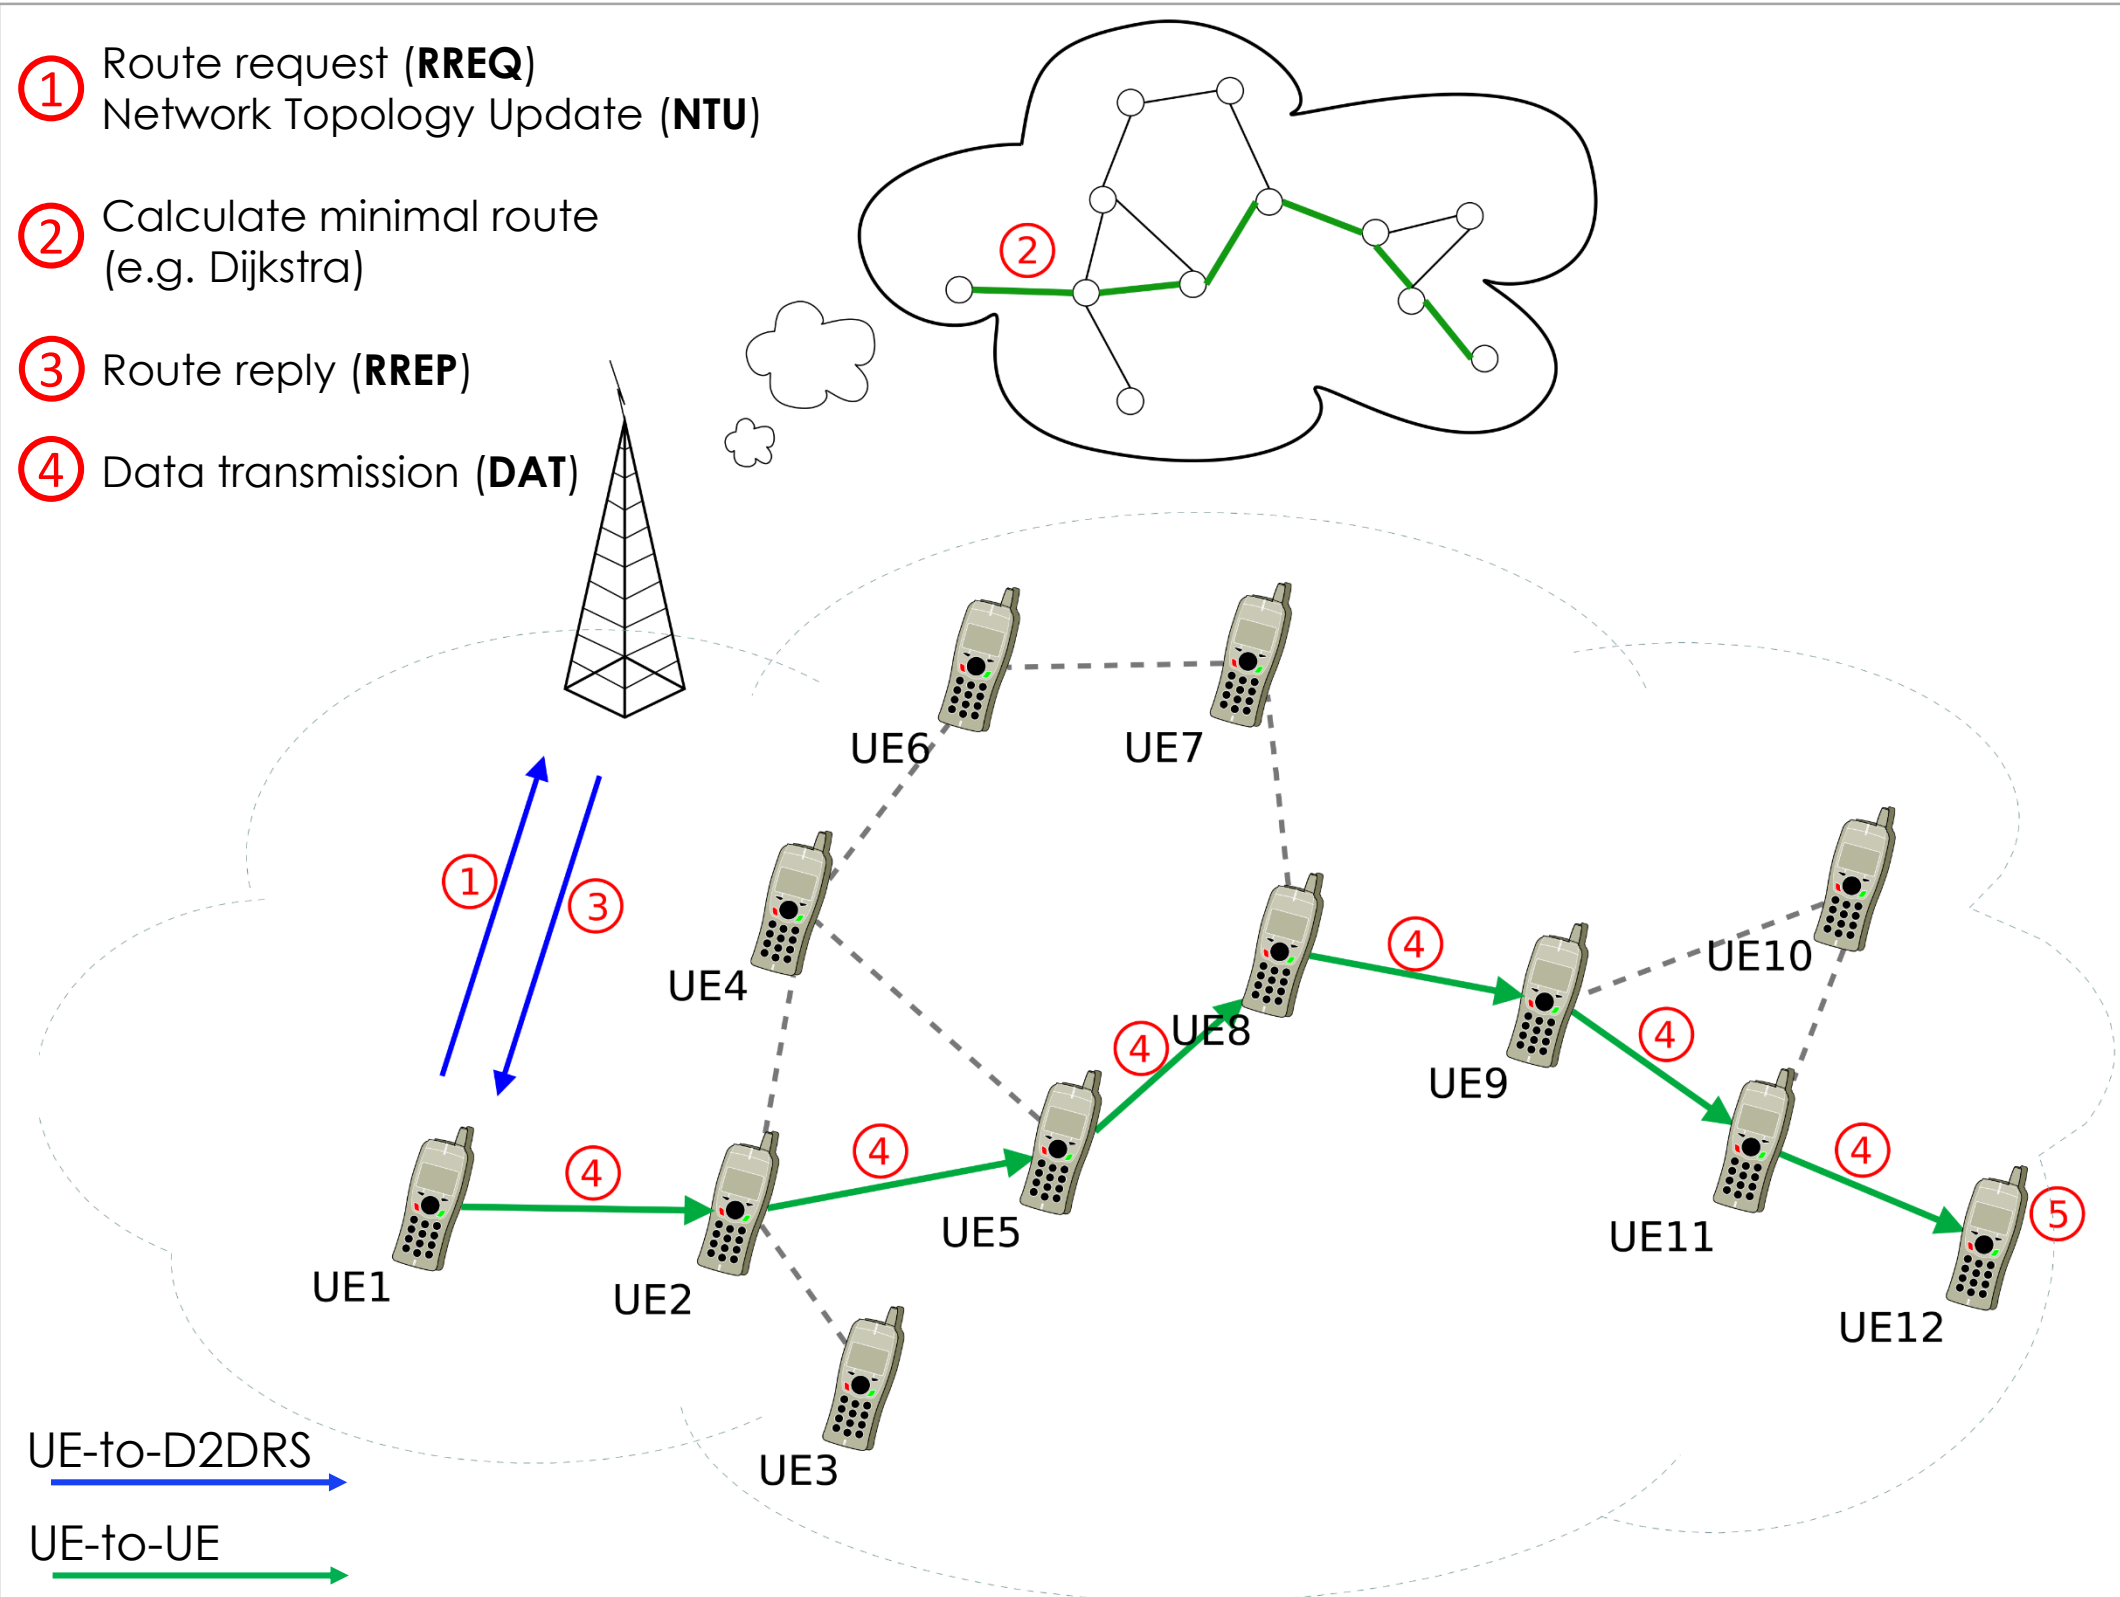 ① Route request (RREQ)
Network Topology Update (NTU)
② Calculate minimal route
(e.g. Dijkstra)
③ Route reply (RREP)
④ Data transmission (DAT)
②
UE6
UE7
①
③
UE4
④
UE10
④
UE8
④
UE9
④
④
④
④
⑤
UE5
UE11
UE1
UE2
UE12
UE3
UE-to-D2DRS
UE-to-UE